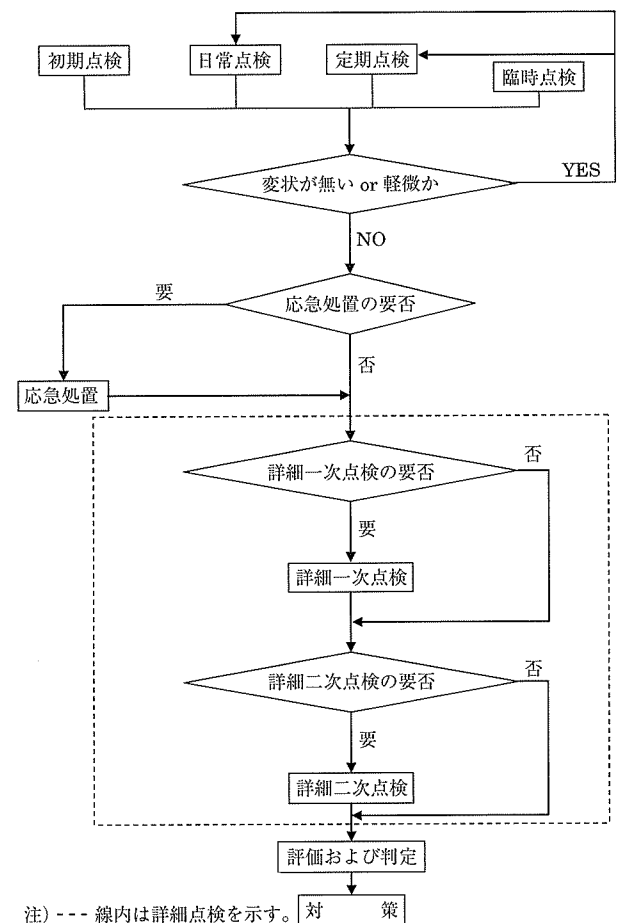 初期点検
日常点検
定期点検
臨時点検
変状が無い or 軽微か
YES
NO
応急処置の要否
要
否
応急処置
詳細一次点検の要否
否
要
詳細一次点検
詳細二次点検の要否
否
要
詳細二次点検
評価および判定
対 策
注) --- 線内は詳細点検を示す。